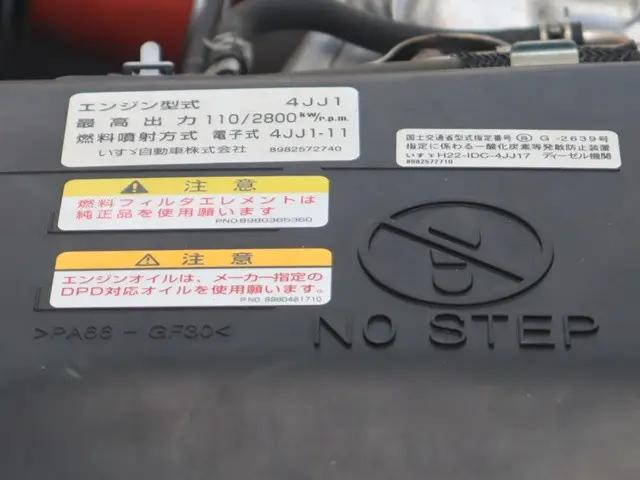 エンジン型式 4JJ1
最高出力 110/2800 kW/r.p.m.
燃料噴射方式 電子式 4JJ1-11
いすゞ自動車株式会社 8982572740
国土交通省型式指定番号 G-2639号
指定に係わる一酸化炭素等発散防止装置
いすゞH22-IDC-4JJ17 ディーゼル機関
8982577710
注意
燃料フィルタエレメントは
純正品を使用願います
PNO.8980365360
注意
エンジンオイルは、メーカー指定の
DPD対応オイルを使用願います。
P.NO. 8980461710
>PA66-GF30<
NO STEP